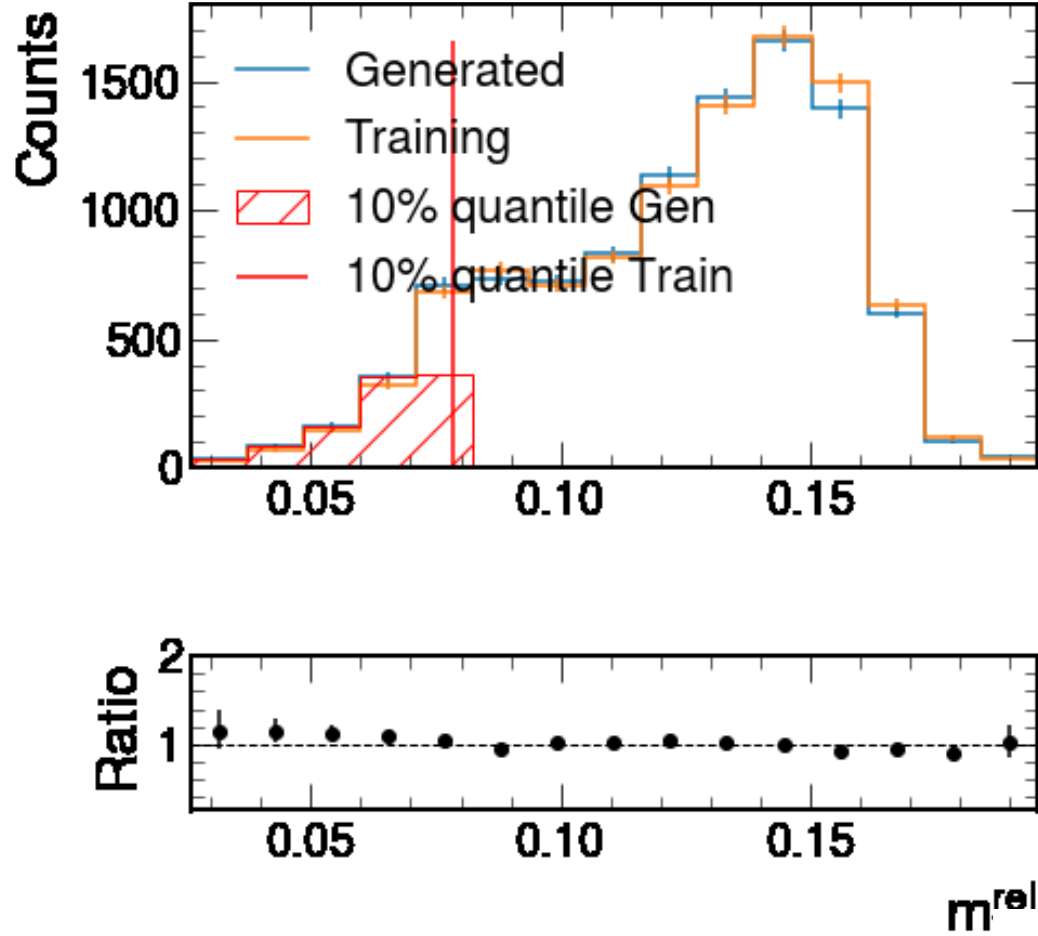 Counts
1500
1000
500
0
Generated
Training
10% quantile Gen
10% quantile Train
0.05 0.10 0.15
Ratio
2
1
0.05 0.10 0.15
m^rel